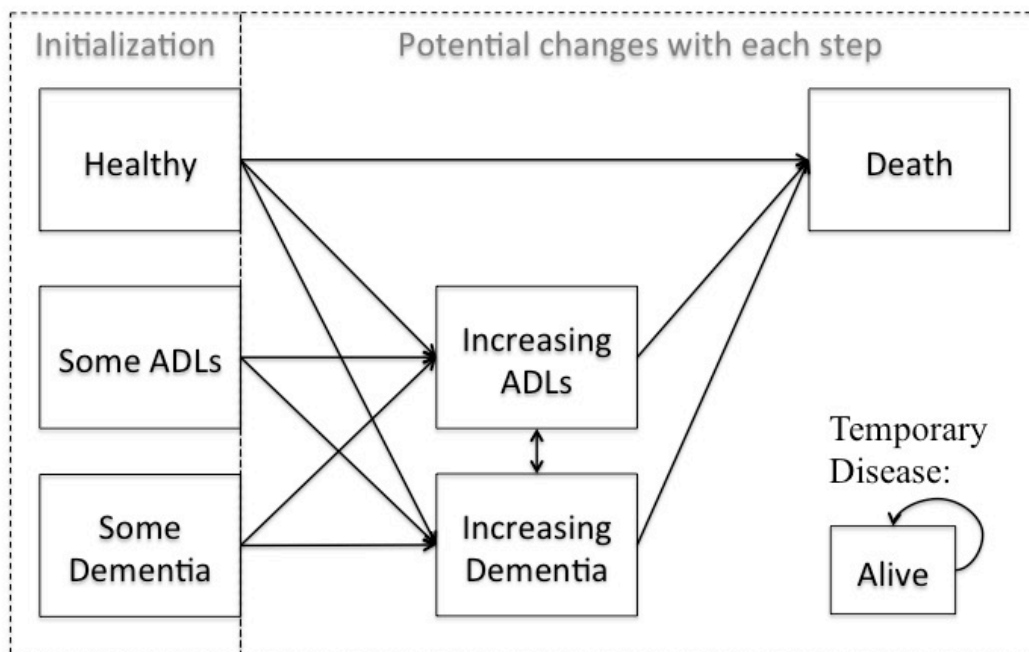 Initialization
Potential changes with each step
Healthy
Death
Some ADLs
Increasing
ADLs
Temporary
Disease:
Some
Dementia
Increasing
Dementia
Alive